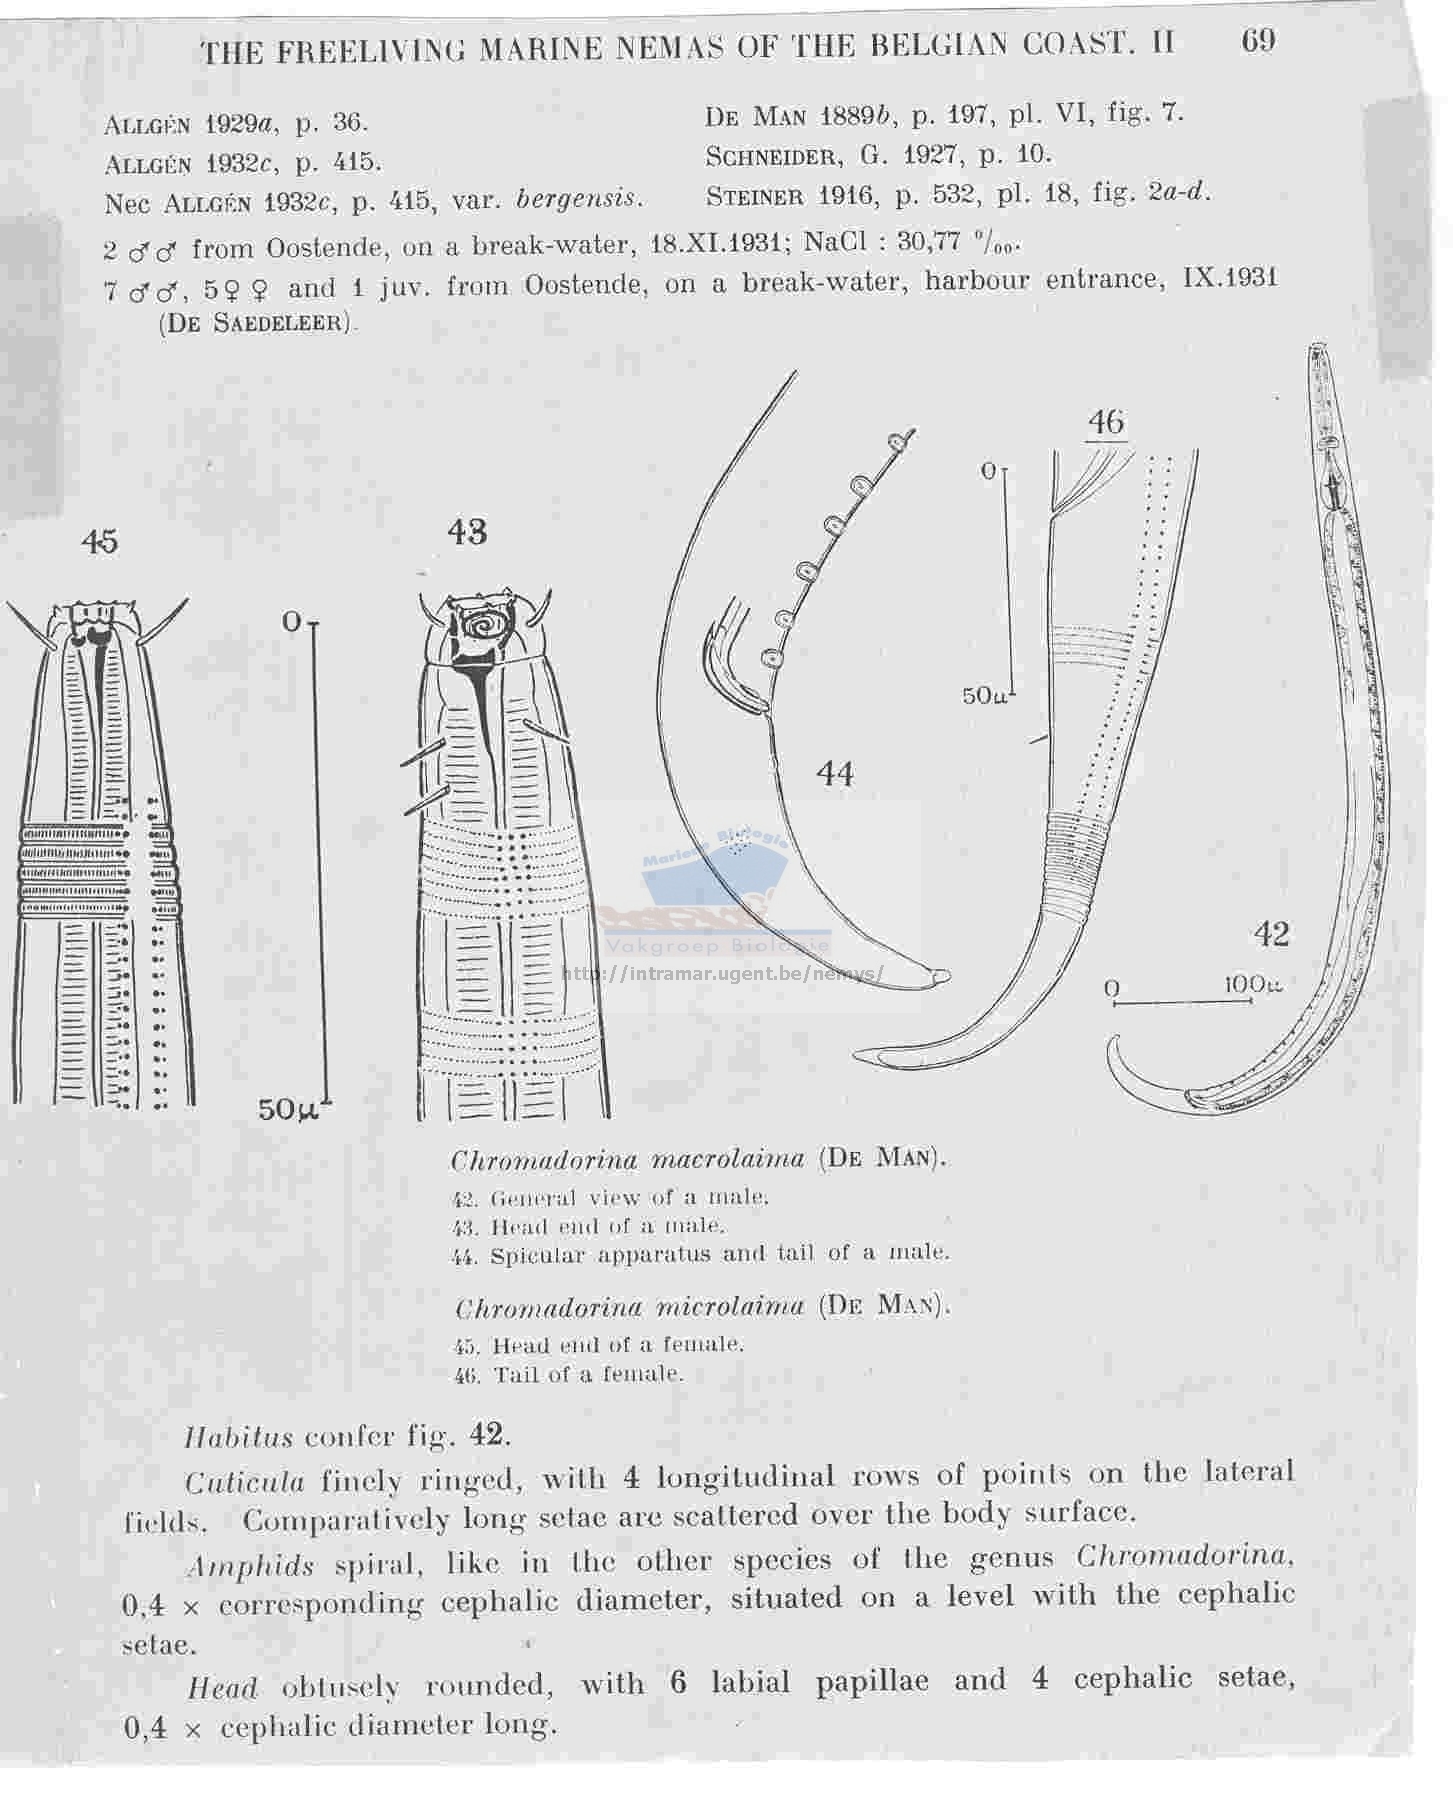 THE FREELIVING MARINE NEMAS OF THE BELGIAN COAST. II 69
ALLGÉN 1929a, p. 36.
ALLGÉN 1932c, p. 415.
Nec ALLGÉN 1932c, p. 415, var. bergensis.
DE MAN 1889b, p. 197, pl. VI, fig. 7.
SCHNEIDER, G. 1927, p. 10.
STEINER 1916, p. 532, pl. 18, fig. 2a-d.
2 ♂♂ from Oostende, on a break-water, 18.XI.1931; NaCl : 30,77 °/oo.
7 ♂♂, 5♀♀ and 1 juv. from Oostende, on a break-water, harbour entrance, IX.1931
(DE SAEDELEER).
45
43
46
44
42
0
50µ
0
50µ
0 100µ
Mariene Biologie
Vakgroep Biologie
http://intramar.ugent.be/nemys/
Chromadorina macrolaima (DE MAN).
42. General view of a male.
43. Head end of a male.
44. Spicular apparatus and tail of a male.
Chromadorina microlaima (DE MAN).
45. Head end of a female.
46. Tail of a female.
Habitus confer fig. 42.
Cuticula finely ringed, with 4 longitudinal rows of points on the lateral
fields. Comparatively long setae are scattered over the body surface.
Amphids spiral, like in the other species of the genus Chromadorina,
0,4 × corresponding cephalic diameter, situated on a level with the cephalic
setae.
Head obtusely rounded, with 6 labial papillae and 4 cephalic setae,
0,4 × cephalic diameter long.